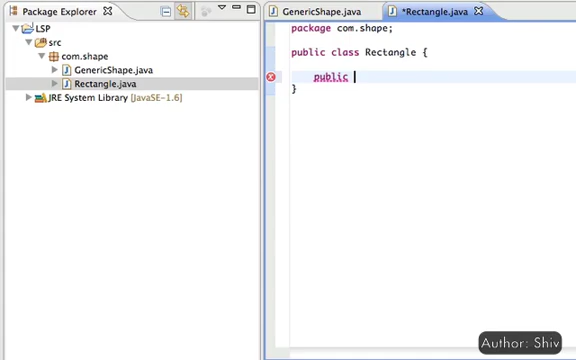 Package Explorer
GenericShape.java
*Rectangle.java
LSP
src
com.shape
GenericShape.java
Rectangle.java
JRE System Library [JavaSE-1.6]
package com.shape;
public class Rectangle {
public
}
Author: Shiv